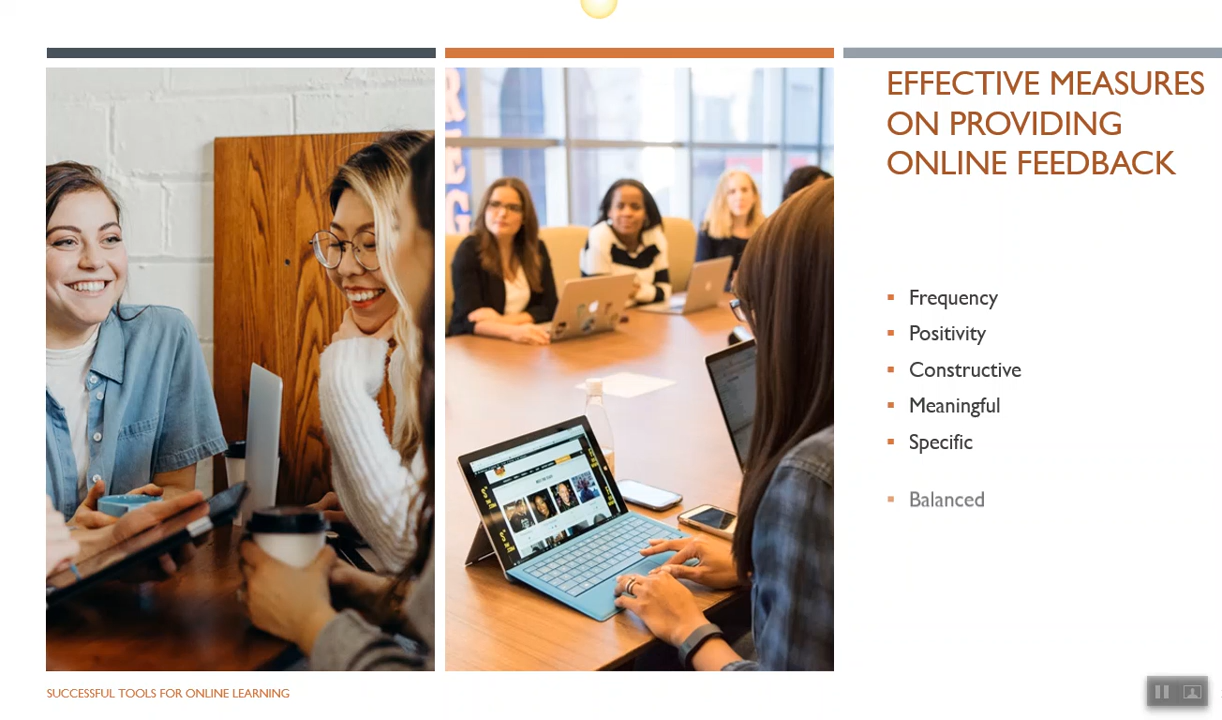 EFFECTIVE MEASURES
ON PROVIDING
ONLINE FEEDBACK
Frequency
Positivity
Constructive
Meaningful
Specific
Balanced
SUCCESSFUL TOOLS FOR ONLINE LEARNING